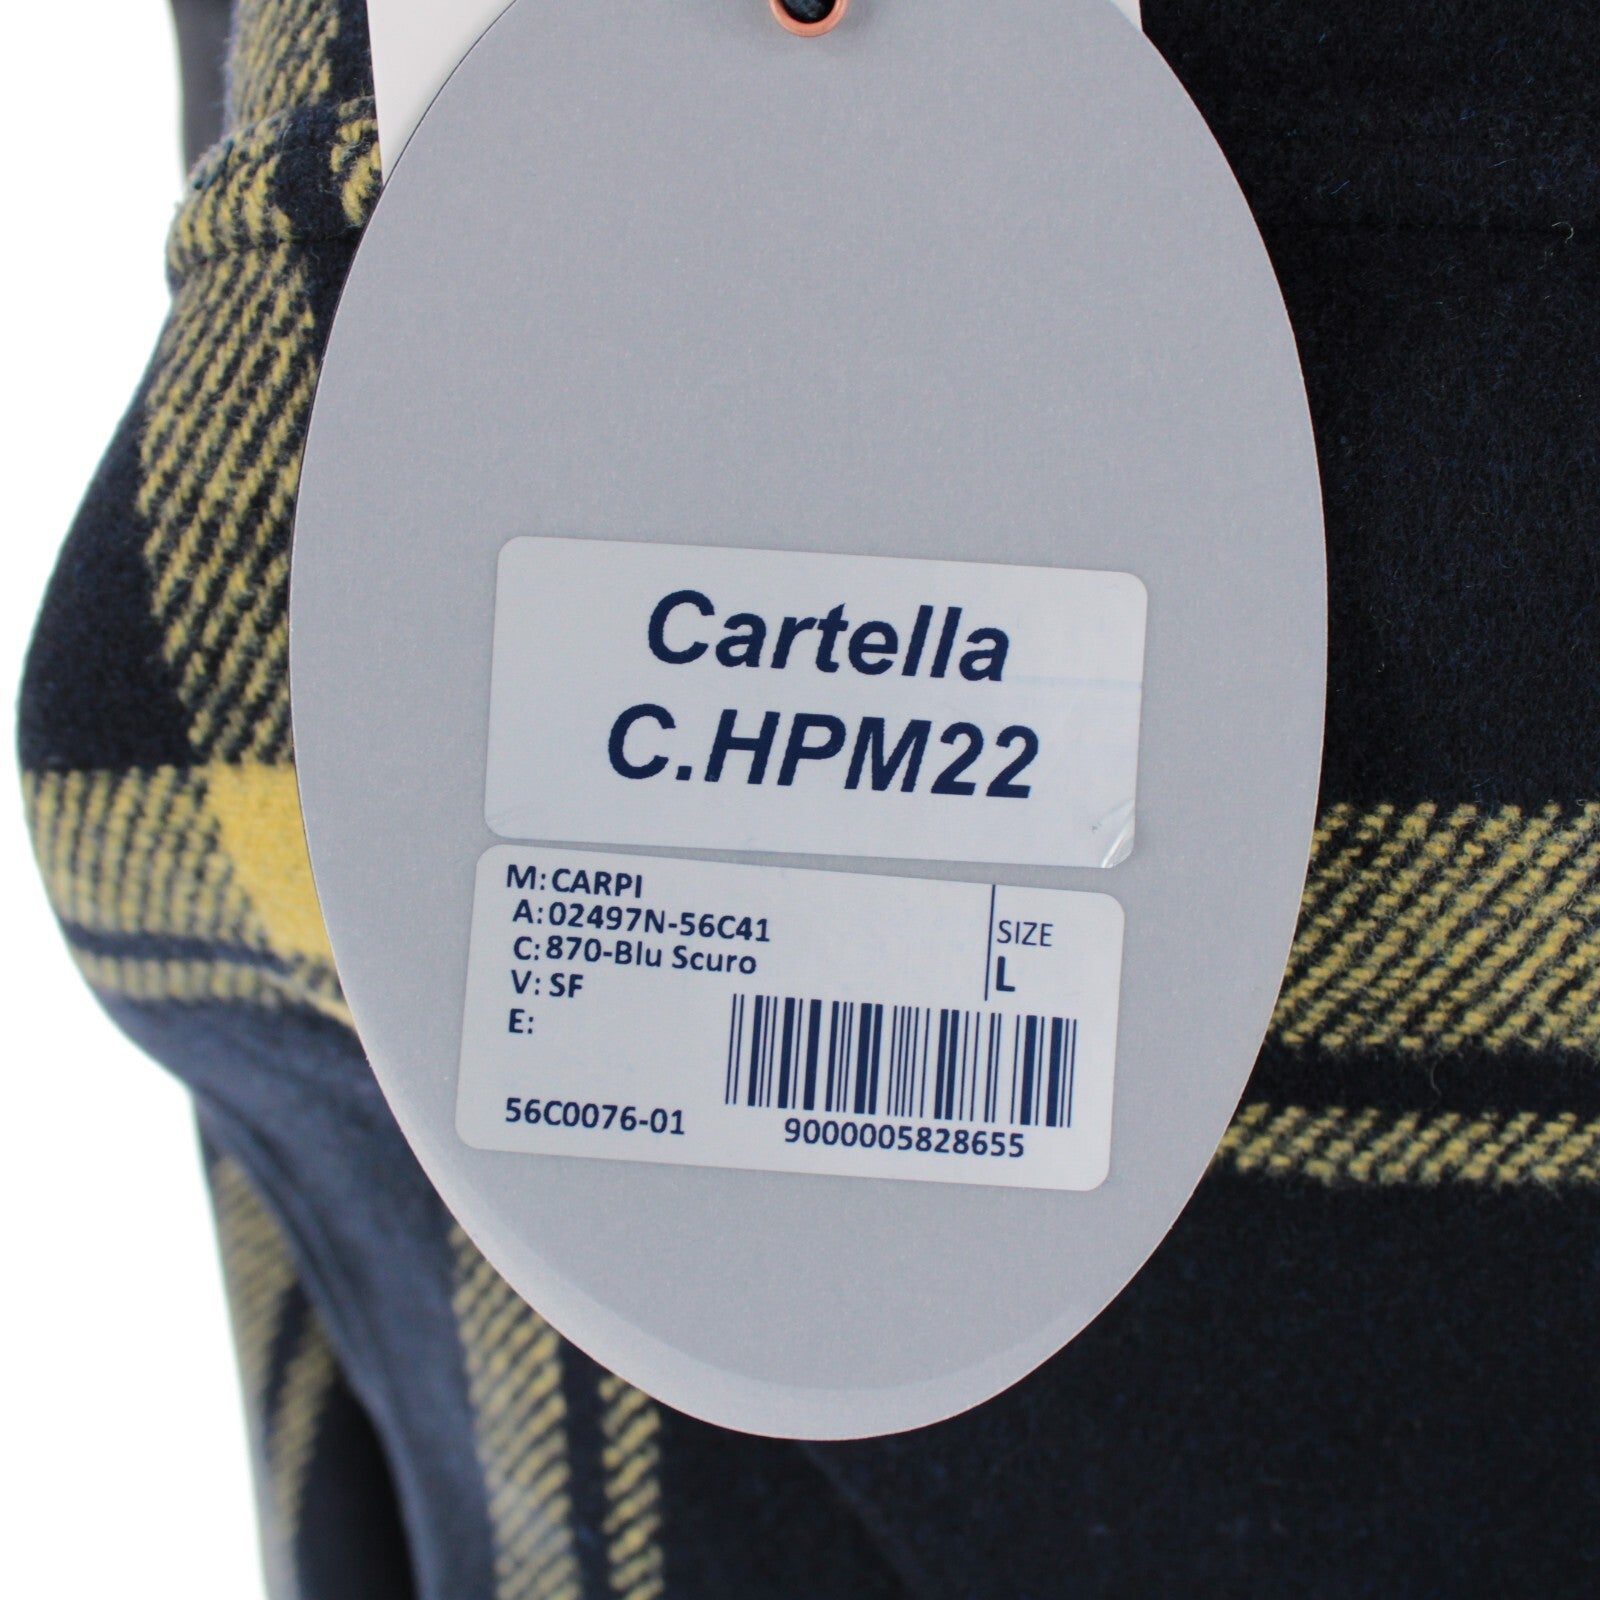 Cartella
C.HPM22
M: CARPI
A: 02497N-56C41
C: 870-Blu Scuro
V: SF
E:
SIZE
L
56C0076-01
9000005828655